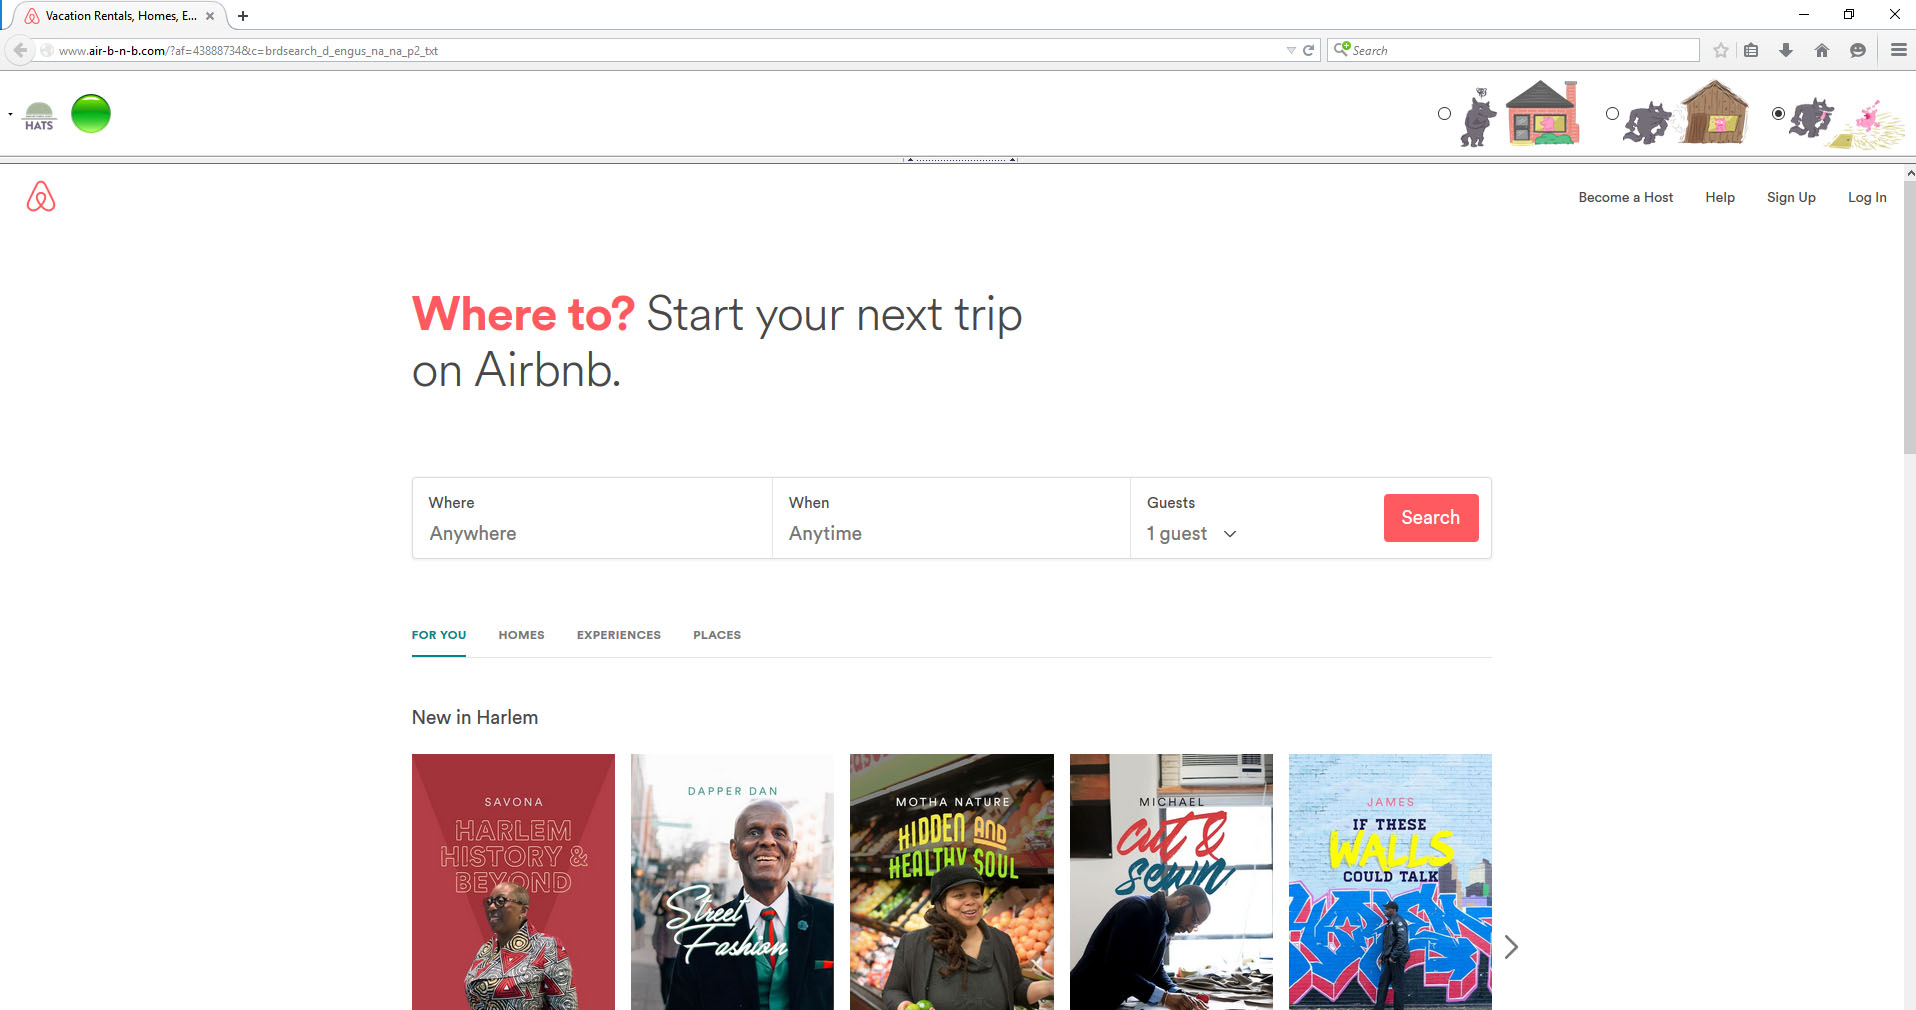 Vacation Rentals, Homes, E...
www.air-b-n-b.com/?af=43888734&c=brdsearch_d_engus_na_na_p2_txt
Search
HATS
Become a Host
Help
Sign Up
Log In
Where to? Start your next trip
on Airbnb.
Where
Anywhere
When
Anytime
Guests
1 guest
Search
FOR YOU
HOMES
EXPERIENCES
PLACES
New in Harlem
SAVONA
HARLEM
HISTORY &
BEYOND
DAPPER DAN
Street
Fashion
MOTHA NATURE
HIDDEN AND
HEALTHY SOUL
MICHAEL
cut &
sewn
JAMES
IF THESE
WALLS
COULD TALK